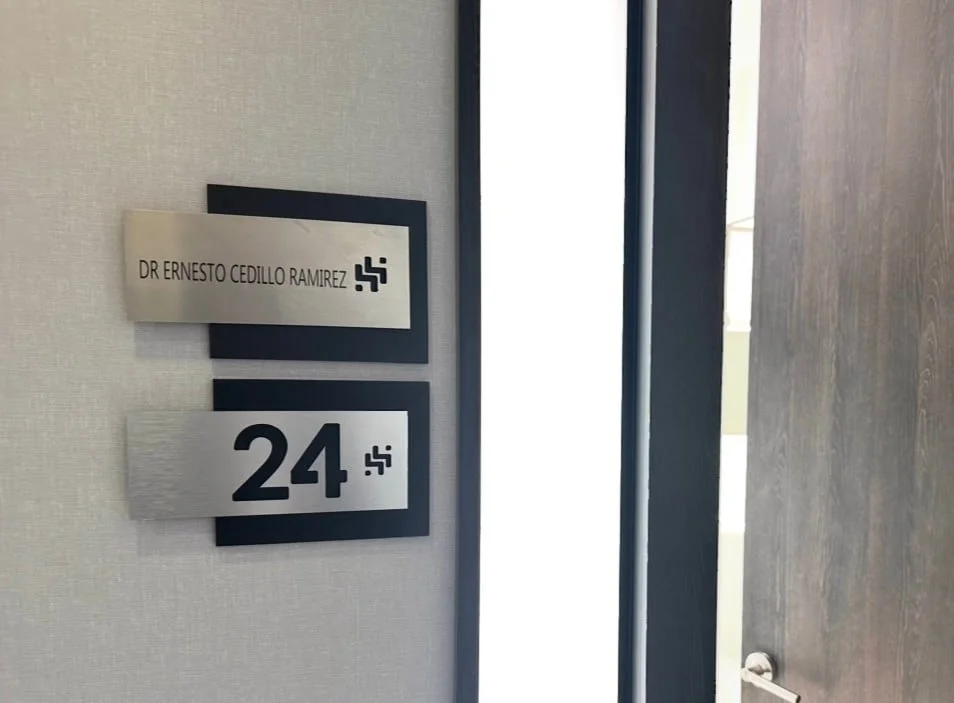 DR ERNESTO CEDILLO RAMIREZ
24